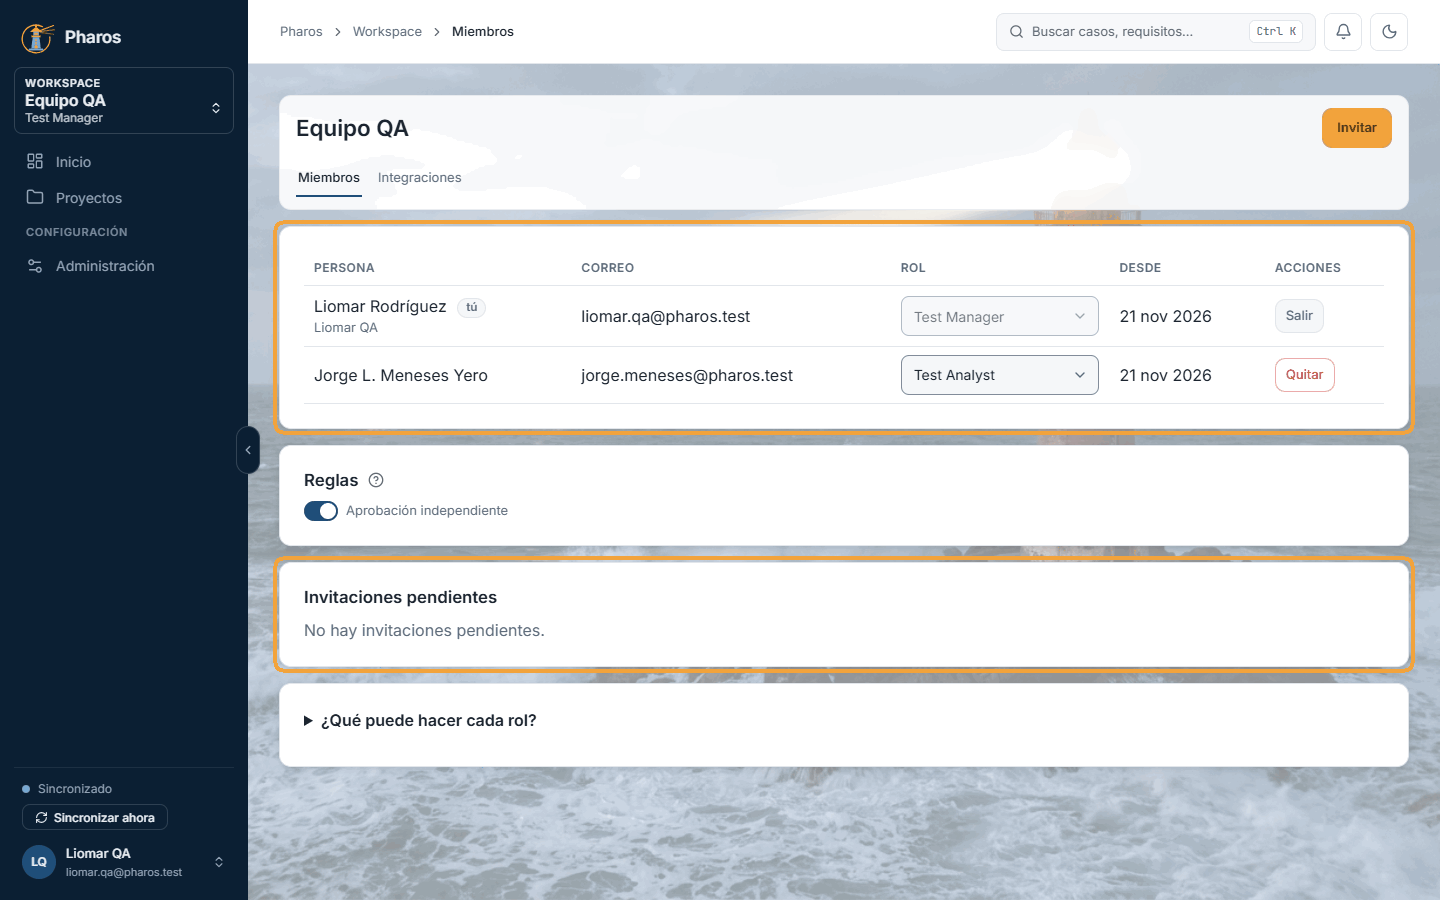 Pharos
WORKSPACE
Equipo QA
Test Manager
Inicio
Proyectos
CONFIGURACIÓN
Administración
Sincronizado
Sincronizar ahora
LQ
Liomar QA
liomar.qa@pharos.test
Pharos > Workspace > Miembros
Buscar casos, requisitos... Ctrl K
Equipo QA
Invitar
Miembros Integraciones
PERSONA CORREO ROL DESDE ACCIONES
Liomar Rodríguez tú liomar.qa@pharos.test Test Manager 21 nov 2026 Salir
Liomar QA
Jorge L. Meneses Yero jorge.meneses@pharos.test Test Analyst 21 nov 2026 Quitar
Reglas ?
Aprobación independiente
Invitaciones pendientes
No hay invitaciones pendientes.
¿Qué puede hacer cada rol?